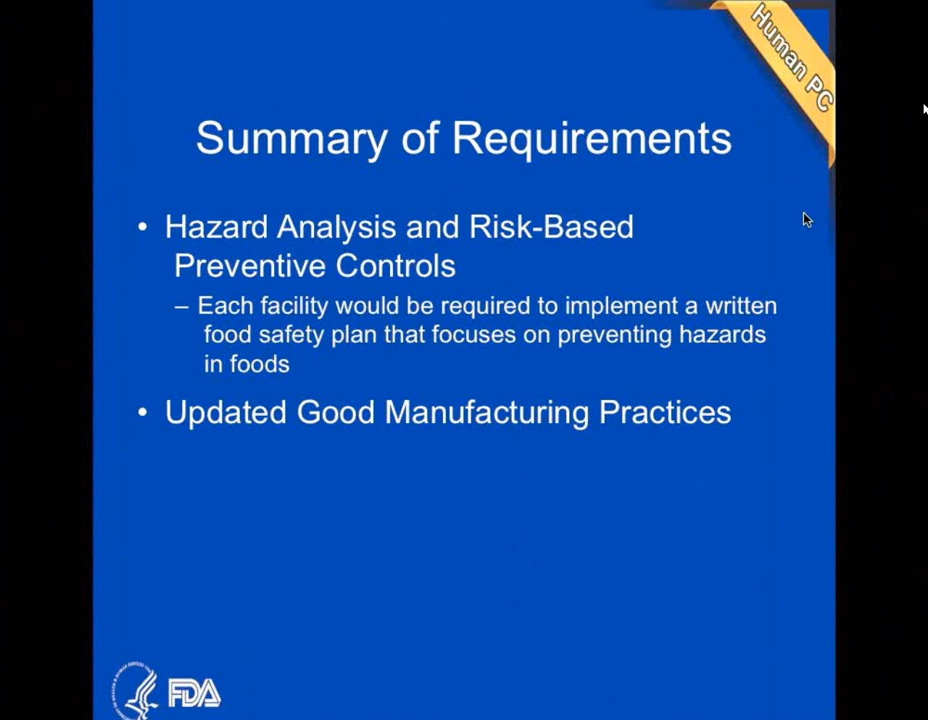 Human PC
Summary of Requirements
• Hazard Analysis and Risk-Based
Preventive Controls
– Each facility would be required to implement a written
food safety plan that focuses on preventing hazards
in foods
• Updated Good Manufacturing Practices
FDA